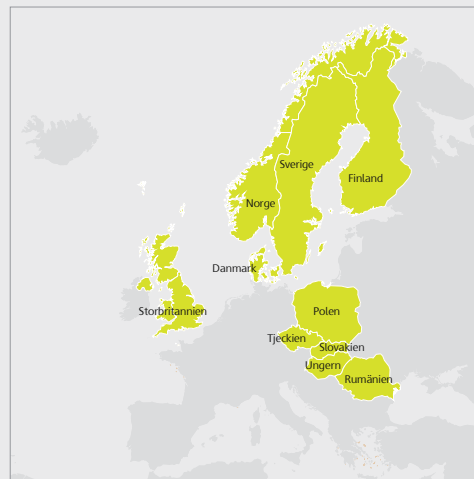 Sverige
Finland
Norge
Danmark
Storbritannien
Polen
Tjeckien
Slovakien
Ungern
Rumänien